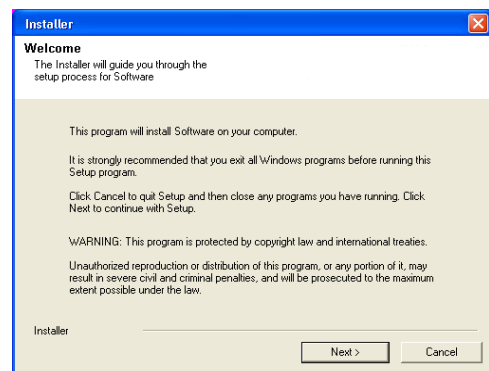 Installer
Welcome
The Installer will guide you through the
setup process for Software
This program will install Software on your computer.
It is strongly recommended that you exit all Windows programs before running this
Setup program.
Click Cancel to quit Setup and then close any programs you have running. Click
Next to continue with Setup.
WARNING: This program is protected by copyright law and international treaties.
Unauthorized reproduction or distribution of this program, or any portion of it, may
result in severe civil and criminal penalties, and will be prosecuted to the maximum
extent possible under the law.
Installer
Next >
Cancel